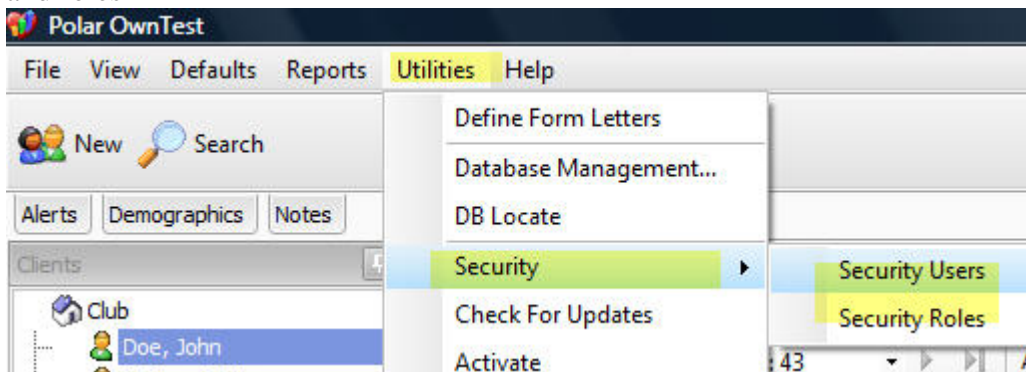 Polar OwnTest
File View Defaults Reports Utilities Help
New Search
Define Form Letters
Database Management...
DB Locate
Alerts Demographics Notes
Clients
Security
Security Users
Security Roles
Club
Doe, John
Check For Updates
Activate
43